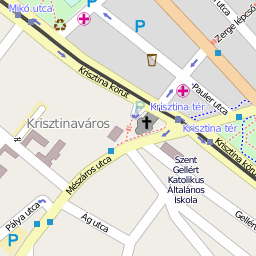 Mikó utca
Zerge lépcső
Krisztina körút
Pauler utca
Krisztina tér
Krisztina tér
Krisztinaváros
Krisztina körút
Mészáros utca
Szent
Gellért
Katolikus
Általános
Iskola
Pálya utca
Ág utca
Gellért
P
P
P
P